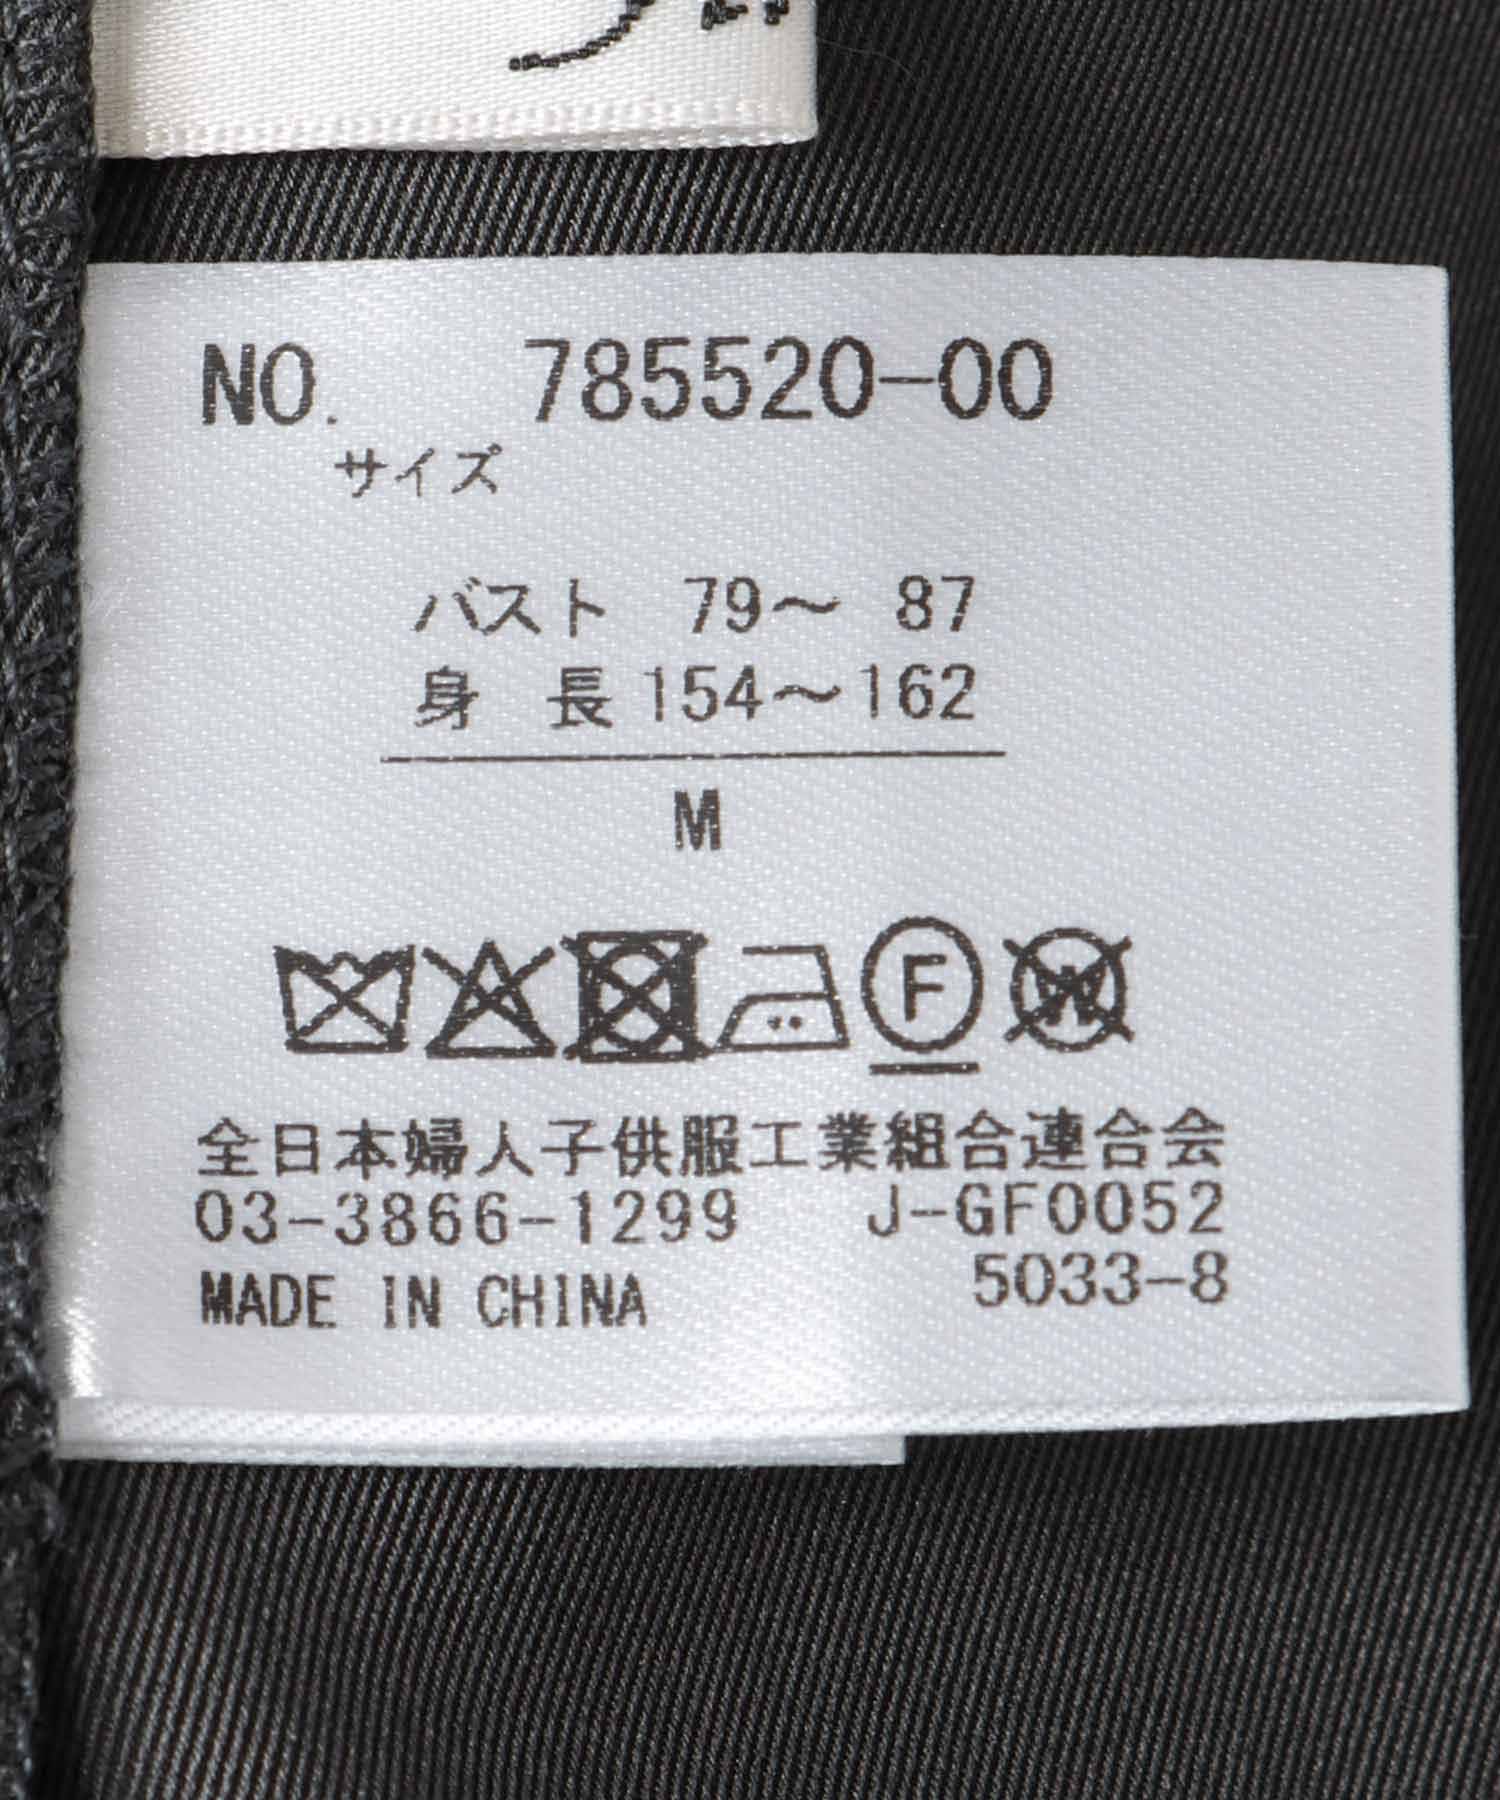 NO. 785520-00
サイズ
バスト 79〜 87
身 長 154〜162
M
F
W
全日本婦人子供服工業組合連合会
03-3866-1299 J-GF0052
5033-8
MADE IN CHINA